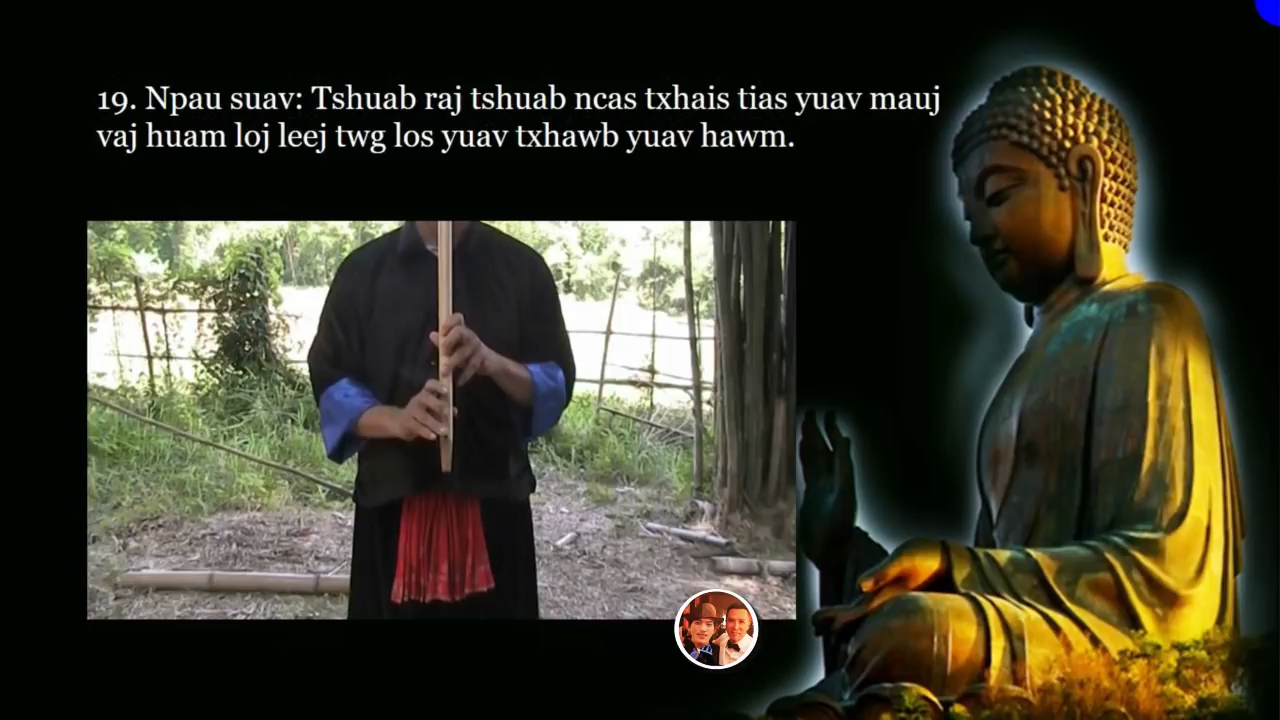 19. Npau suav: Tshuab raj tshuab ncas txhais tias yuav mauj
vaj huam loj leej twg los yuav txhawb yuav hawm.